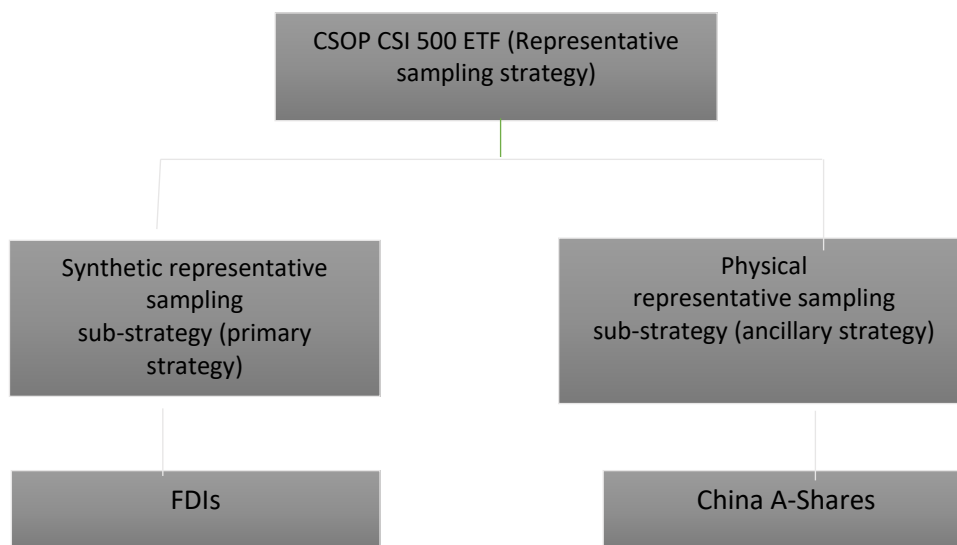 CSOP CSI 500 ETF (Representative
sampling strategy)
Synthetic representative
sampling
sub-strategy (primary
strategy)
Physical
representative sampling
sub-strategy (ancillary strategy)
FDIs
China A-Shares